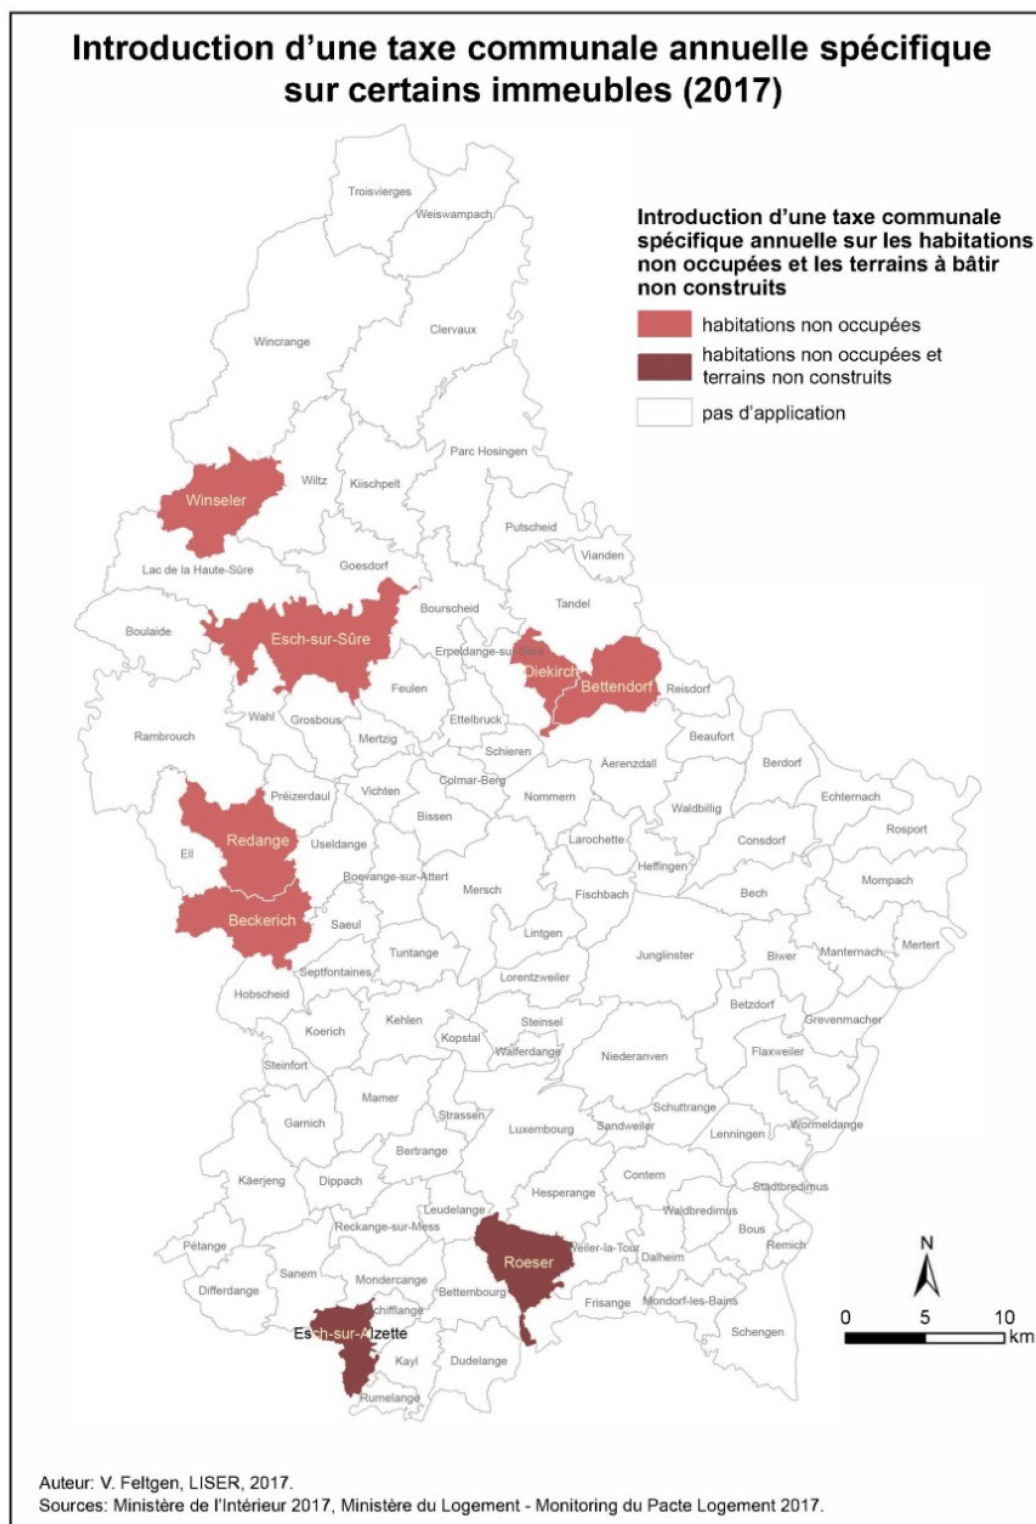 Introduction d'une taxe communale annuelle spécifique
sur certains immeubles (2017)
Introduction d'une taxe communale
spécifique annuelle sur les habitations
non occupées et les terrains à bâtir
non construits
habitations non occupées
habitations non occupées et
terrains non construits
pas d'application
Troisvierges
Weiswampach
Clervaux
Wincrange
Parc Hosingen
Wiltz
Kiischpelt
Winseler
Putscheid
Vianden
Goesdorf
Lac de la Haute-Sûre
Tandel
Bourscheid
Boulaide
Esch-sur-Sûre
Erpeldange-sur-Sûre
Diekirch
Bettendorf
Reisdorf
Feulen
Wahl
Grosbous
Ettelbruck
Rambrouch
Mertzig
Beaufort
Schieren
Aerenzdall
Berdorf
Colmar-Berg
Préizerdaul
Vichten
Nommern
Echternach
Waldbillig
Bissen
Rosport
Redange
Useldange
Larochette
Consdorf
Ell
Heffingen
Boevange-sur-Attert
Mersch
Mompach
Fischbach
Bech
Beckerich
Saeul
Lintgen
Mertert
Tuntange
Junglinster
Biwer
Manternach
Septfontaines
Lorentzweiler
Hobscheid
Betzdorf
Kehlen
Steinsel
Grevenmacher
Koerich
Kopstal
Walferdange
Flaxweiler
Niederanven
Steinfort
Mamer
Schuttrange
Strassen
Garnich
Wormeldange
Sandweiler
Luxembourg
Lenningen
Bertrange
Contern
Käerjeng
Dippach
Stadtbredimus
Hesperange
Leudelange
Waldbredimus
Reckange-sur-Mess
Bous
Pétange
Weiler-la-Tour
Remich
Dalheim
Roeser
Sanem
Mondercange
Differdange
Bettembourg
Frisange
Mondorf-les-Bains
Schifflange
Esch-sur-Alzette
Schengen
Kayl
Dudelange
Rumelange
N
0 5 10
km
Auteur: V. Feltgen, LISER, 2017.
Sources: Ministère de l'Intérieur 2017, Ministère du Logement - Monitoring du Pacte Logement 2017.